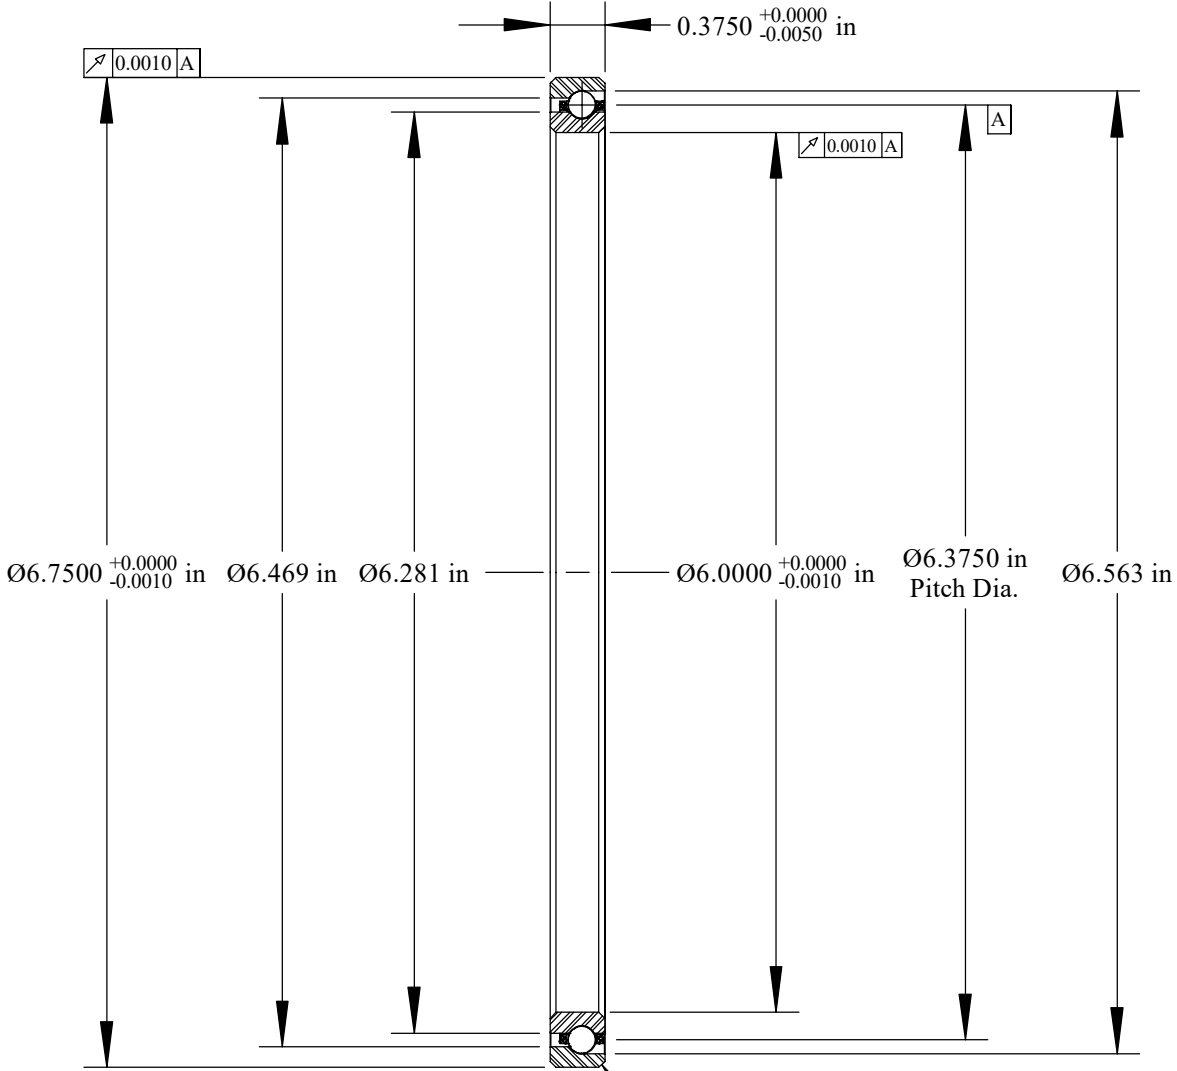 0.3750 +0.0000 -0.0050 in
0.0010 A
A
0.0010 A
Ø6.7500 +0.0000 -0.0010 in
Ø6.469 in
Ø6.281 in
Ø6.0000 +0.0000 -0.0010 in
Ø6.3750 in
Pitch Dia.
Ø6.563 in